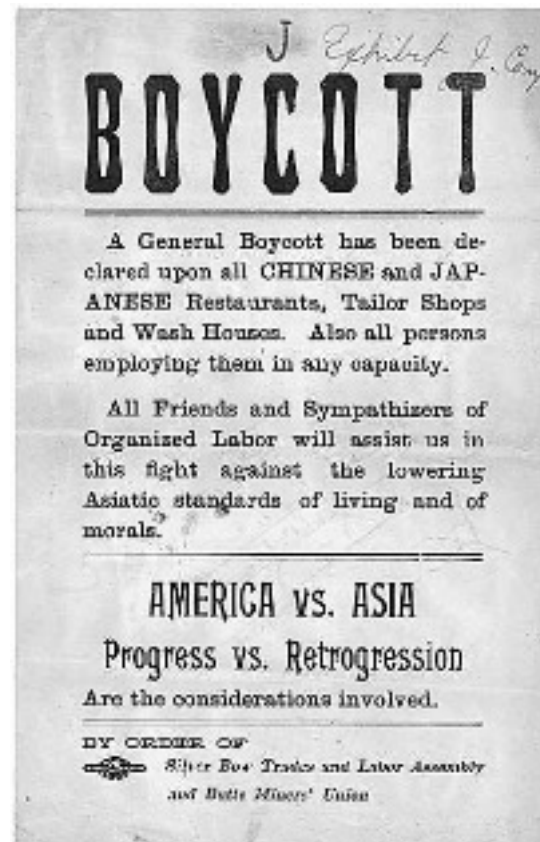 J Exhibit J.
BOYCOTT
A General Boycott has been de-
clared upon all CHINESE and JAP-
ANESE Restaurants, Tailor Shops
and Wash Houses. Also all persons
employing them in any capacity.
All Friends and Sympathizers of
Organized Labor will assist us in
this fight against the lowering
Asiatic standards of living and of
morals.
AMERICA vs. ASIA
Progress vs. Retrogression
Are the considerations involved.
BY ORDER OF
Silver Bow Trades and Labor Assembly
and Butte Miners' Union